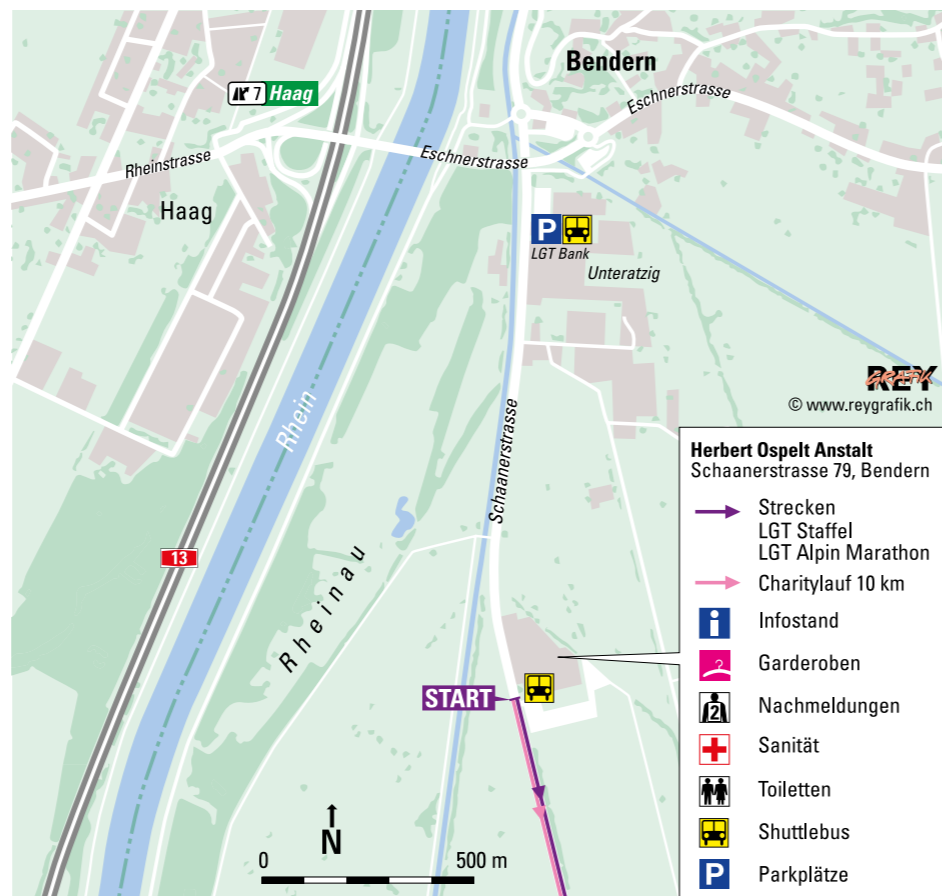 Bendern
7 Haag
Eschnerstrasse
Rheinstrasse
Eschnerstrasse
Haag
P
LGT Bank
Unteratzig
REY
GRAFIK
© www.reygrafik.ch
Rhein
Schaanerstrasse
Herbert Ospelt Anstalt
Schaanerstrasse 79, Bendern
Strecken
LGT Staffel
LGT Alpin Marathon
Charitylauf 10 km
i Infostand
Garderoben
2 Nachmeldungen
Sanität
Toiletten
Shuttlebus
P Parkplätze
13
Rheinau
START
N
0 500 m